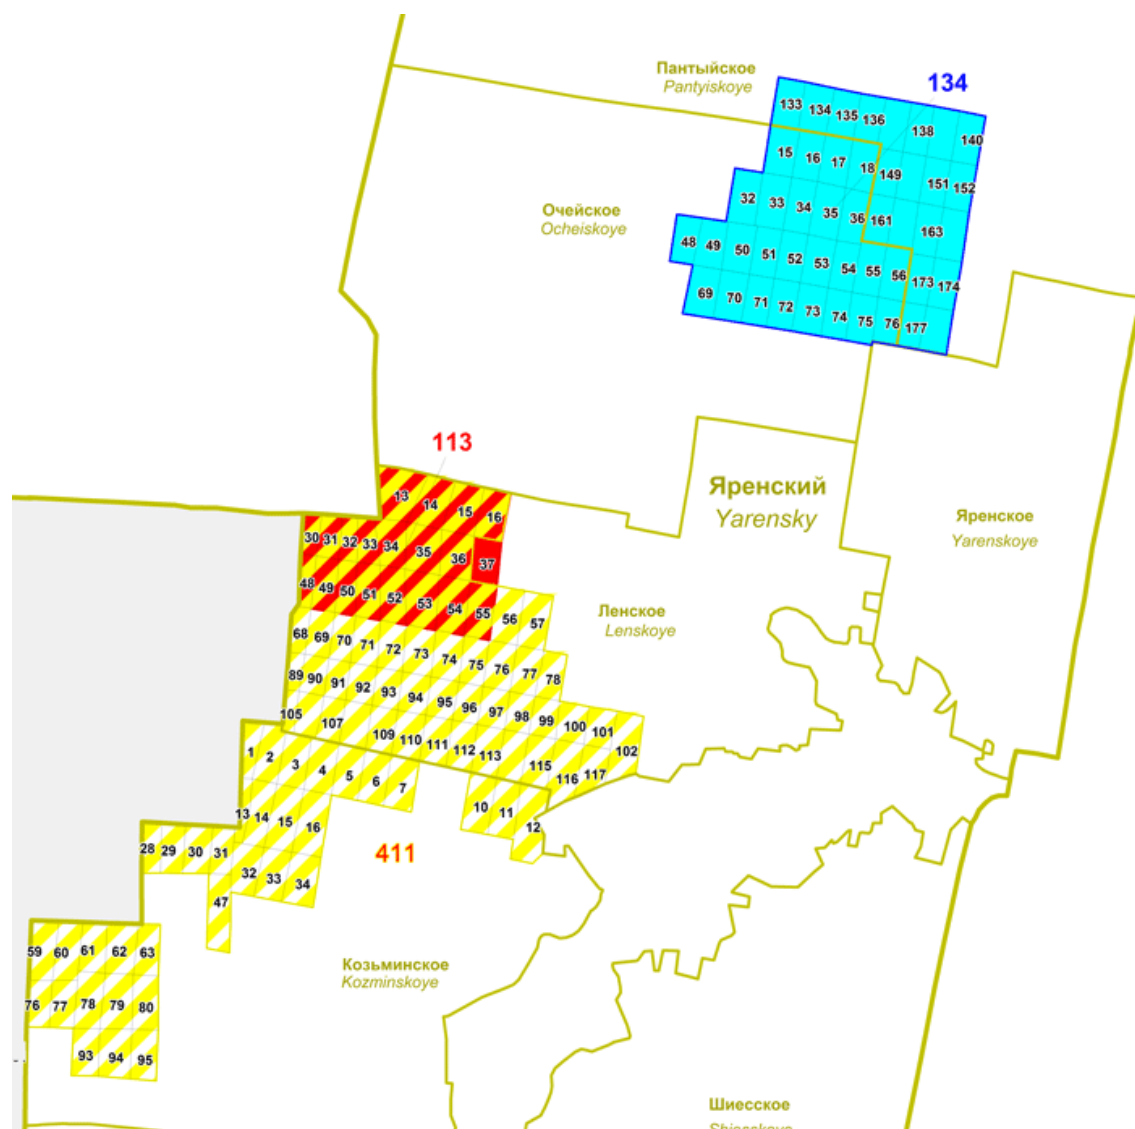 Пантыйское
Pantyiskoye
134
133 134 135 136 138 140
15 16 17 18 149 151 152
Очейское
Ocheiskoye
32 33 34 35 36 161 163
48 49 50 51 52 53 54 55 56 173 174
69 70 71 72 73 74 75 76 177
113
13 14 15 16
Яренский
Yarensky
Яренское
Yarenskoye
30 31 32 33 34 35 36 37
48 49 50 51 52 53 54 55 56 57
Ленское
Lenskoye
68 69 70 71 72 73 74 75 76 77 78
89 90 91 92 93 94 95 96 97 98 99 100 101 102
105 107 109 110 111 112 113 115 116 117
1 2 3 4 5 6 7
10 11 12
13 14 15 16
411
28 29 30 31 32 33 34
47
59 60 61 62 63
Козьминское
Kozminskoye
76 77 78 79 80
93 94 95
Шиесское
Shiesskoye